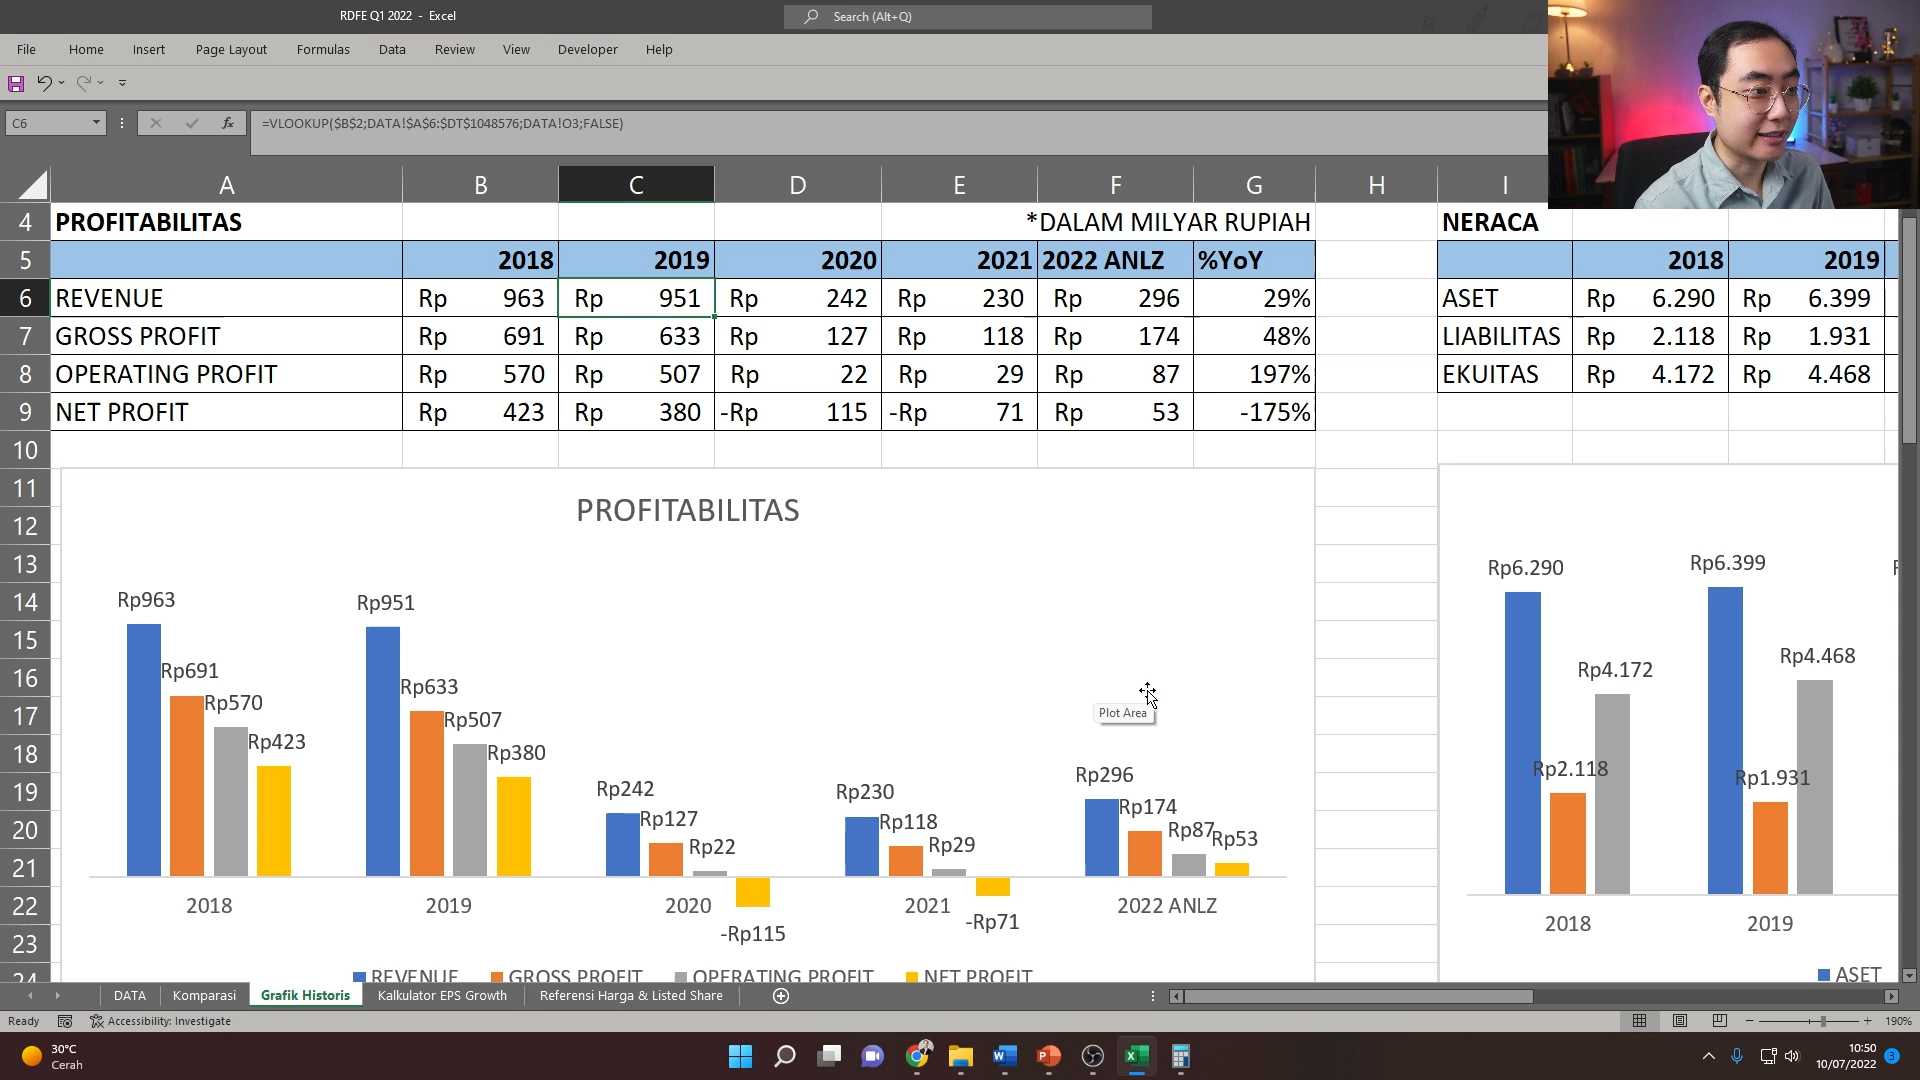 RDFE Q1 2022 - Excel
Search (Alt+Q)
File Home Insert Page Layout Formulas Data Review View Developer Help
C6
fx
=VLOOKUP($B$2;DATA!$A$6:$DT$1048576;DATA!O3;FALSE)
A B C D E F G H I
4 PROFITABILITAS *DALAM MILYAR RUPIAH NERACA
5 2018 2019 2020 2021 2022 ANLZ %YoY 2018 2019
6 REVENUE Rp 963 Rp 951 Rp 242 Rp 230 Rp 296 29% ASET Rp 6.290 Rp 6.399
7 GROSS PROFIT Rp 691 Rp 633 Rp 127 Rp 118 Rp 174 48% LIABILITAS Rp 2.118 Rp 1.931
8 OPERATING PROFIT Rp 570 Rp 507 Rp 22 Rp 29 Rp 87 197% EKUITAS Rp 4.172 Rp 4.468
9 NET PROFIT Rp 423 Rp 380 -Rp 115 -Rp 71 Rp 53 -175%
10
11
12
13
14
15
16
17
18
19
20
21
22
23
24
PROFITABILITAS
Rp963
Rp691
Rp570
Rp423
Rp951
Rp633
Rp507
Rp380
Rp242
Rp127
Rp22
-Rp115
Rp230
Rp118
Rp29
-Rp71
Rp296
Rp174
Rp87
Rp53
Plot Area
2018 2019 2020 2021 2022 ANLZ
REVENUE GROSS PROFIT OPERATING PROFIT NET PROFIT
Rp6.290
Rp2.118
Rp4.172
Rp6.399
Rp1.931
Rp4.468
2018 2019
ASET
DATA Komparasi Grafik Historis Kalkulator EPS Growth Referensi Harga & Listed Share
Ready Accessibility: Investigate 190%
30°C
Cerah
10:50
10/07/2022
3